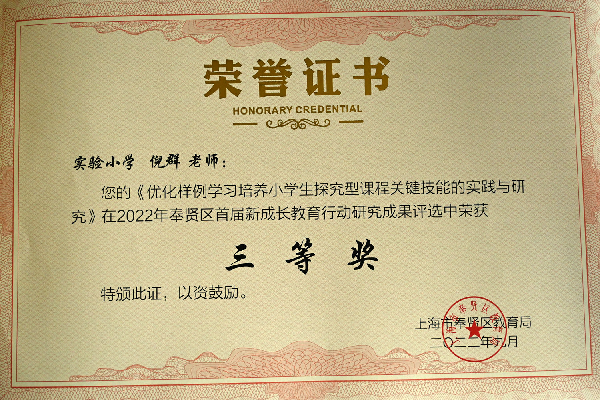 荣誉证书
HONORARY CREDENTIAL
实验小学 倪群 老师：
您的《优化样例学习培养小学生探究型课程关键技能的实践与研
究》在2022年奉贤区首届新成长教育行动研究成果评选中荣获
三等奖
特颁此证，以资鼓励。
上海市奉贤区教育局
二〇二二年九月